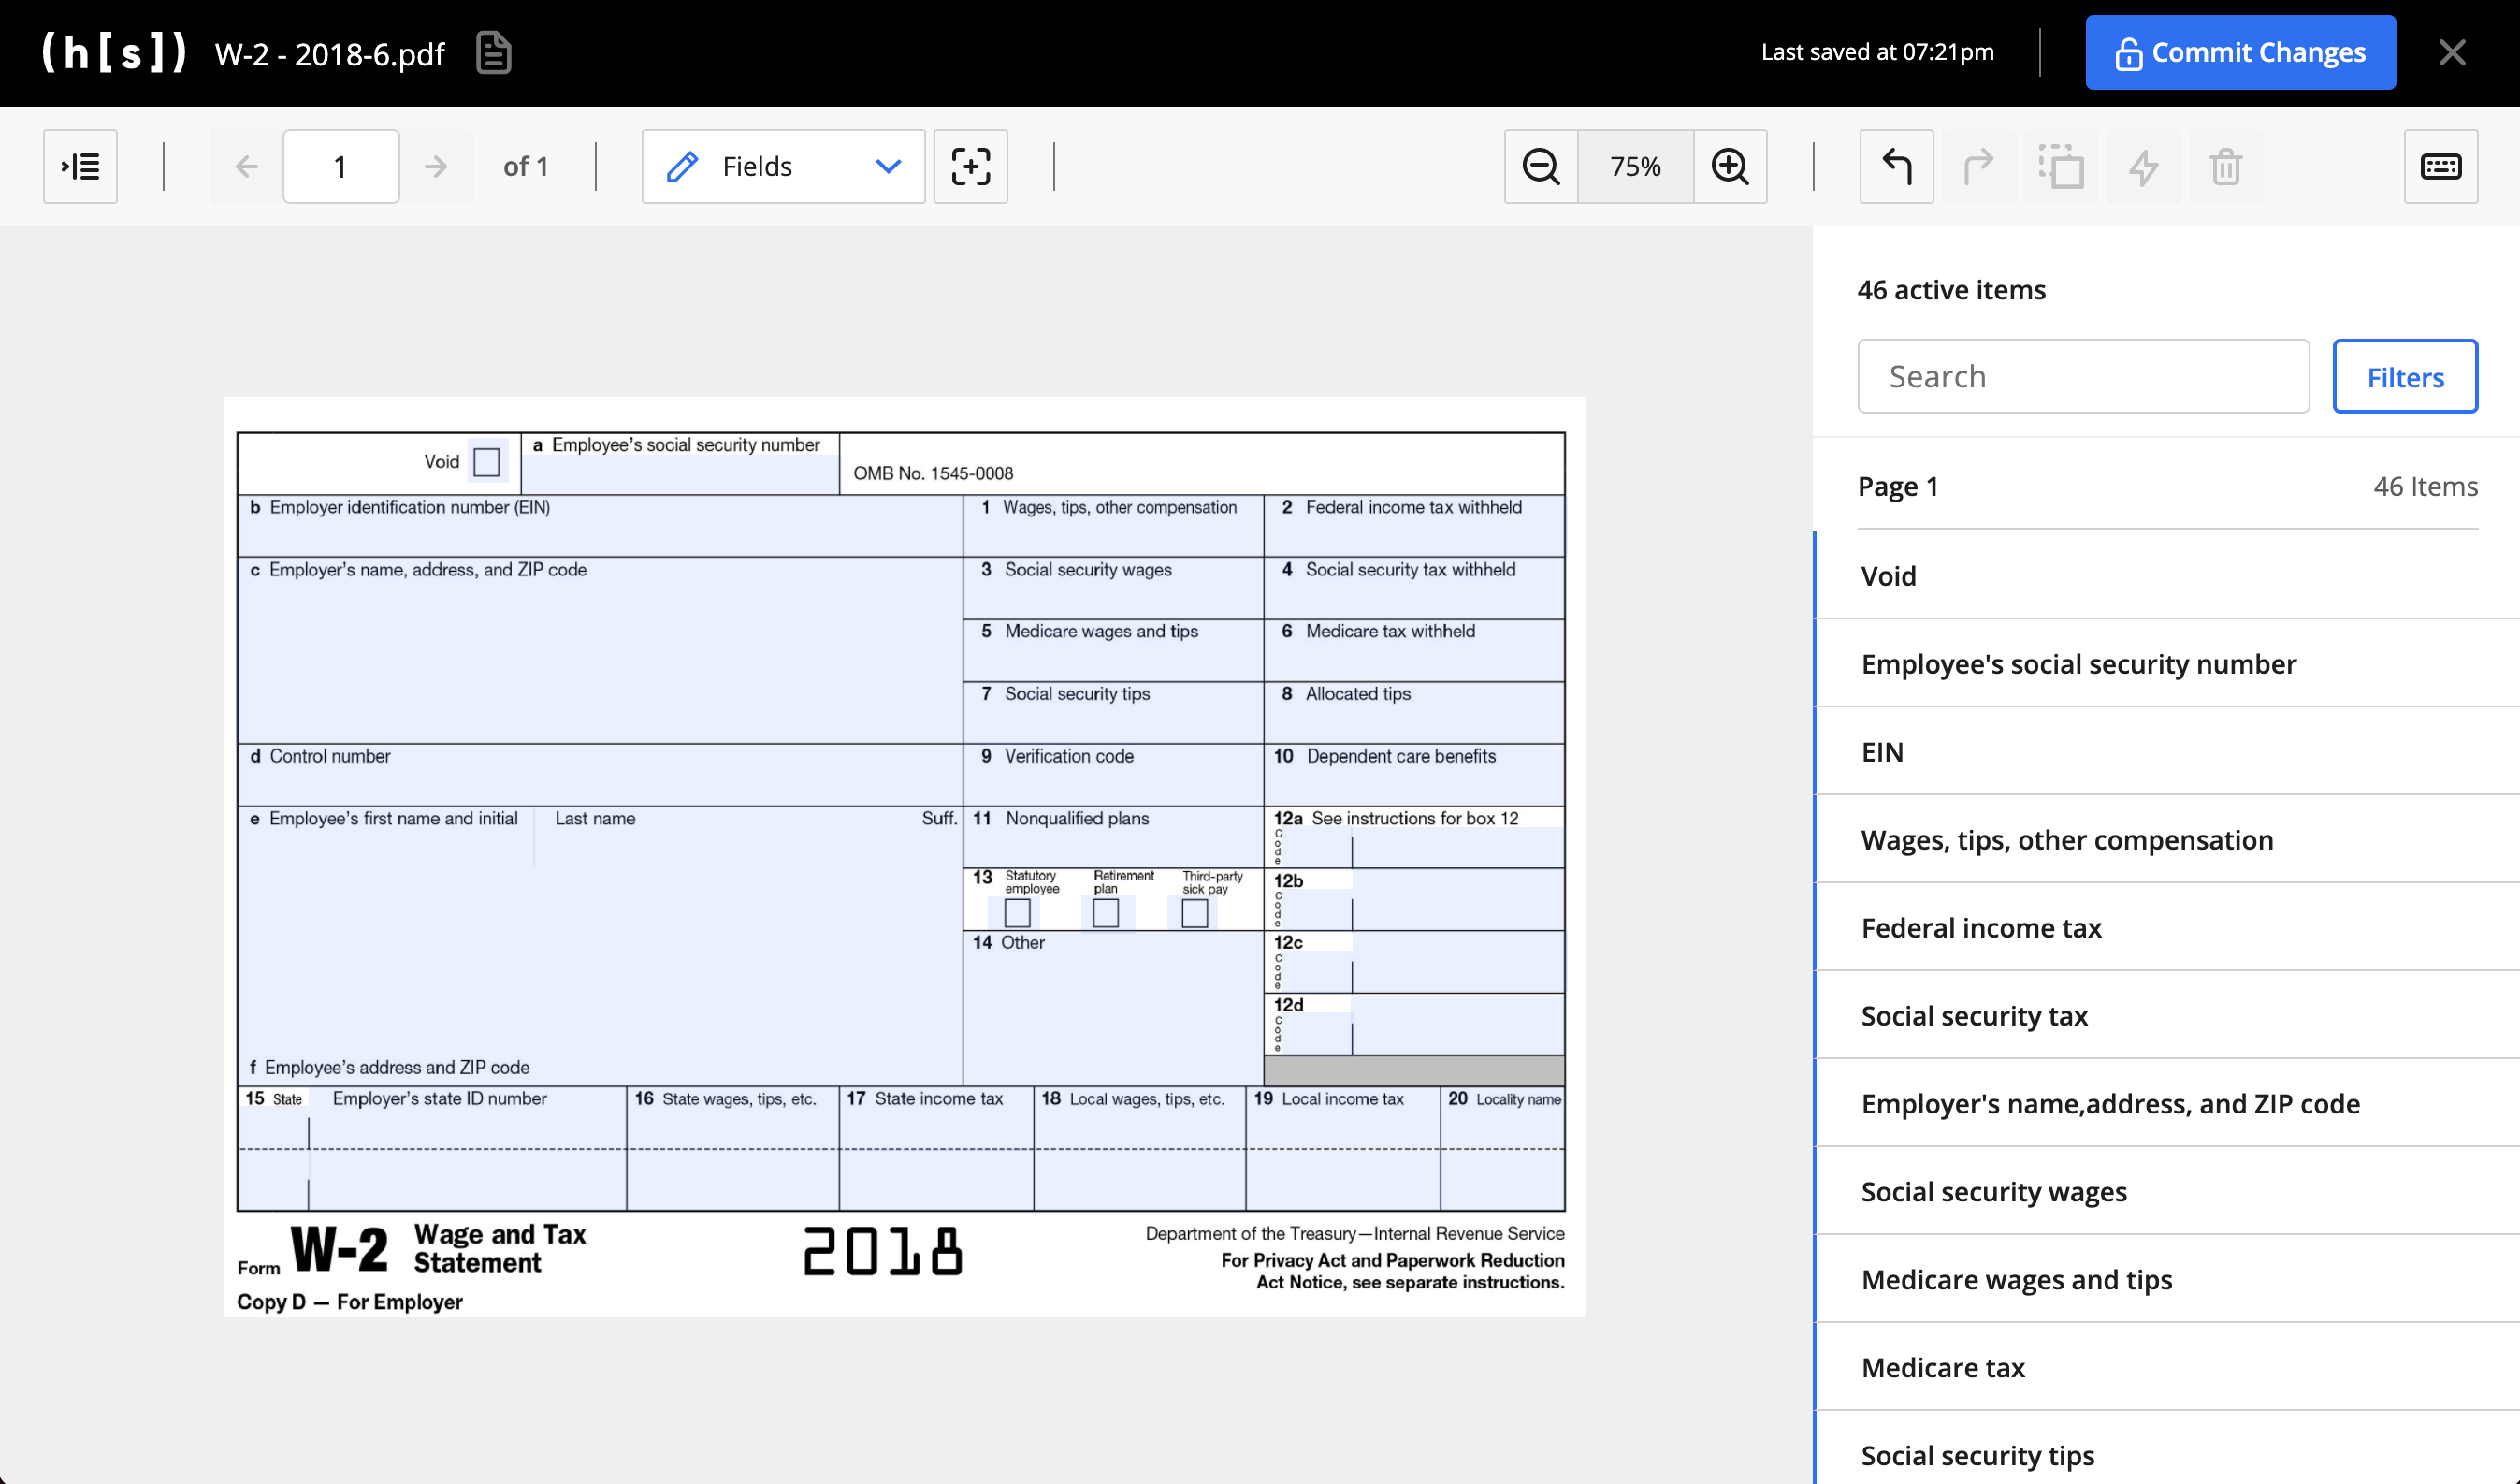 (h[s]) W-2 - 2018-6.pdf Last saved at 07:21pm Commit Changes
1 of 1 Fields 75%
46 active items
Search Filters
Page 1 46 Items
Void
Employee's social security number
EIN
Wages, tips, other compensation
Federal income tax
Social security tax
Employer's name,address, and ZIP code
Social security wages
Medicare wages and tips
Medicare tax
Social security tips
Void a Employee’s social security number
OMB No. 1545-0008
b Employer identification number (EIN) 1 Wages, tips, other compensation 2 Federal income tax withheld
c Employer’s name, address, and ZIP code 3 Social security wages 4 Social security tax withheld
5 Medicare wages and tips 6 Medicare tax withheld
7 Social security tips 8 Allocated tips
d Control number 9 Verification code 10 Dependent care benefits
e Employee’s first name and initial Last name Suff. 11 Nonqualified plans 12a See instructions for box 12
Code
13 Statutory employee Retirement plan Third-party sick pay 12b
Code
14 Other 12c
Code
12d
Code
f Employee’s address and ZIP code
15 State Employer’s state ID number 16 State wages, tips, etc. 17 State income tax 18 Local wages, tips, etc. 19 Local income tax 20 Locality name
Form W-2 Wage and Tax Statement 2018 Department of the Treasury—Internal Revenue Service
For Privacy Act and Paperwork Reduction
Act Notice, see separate instructions.
Copy D — For Employer